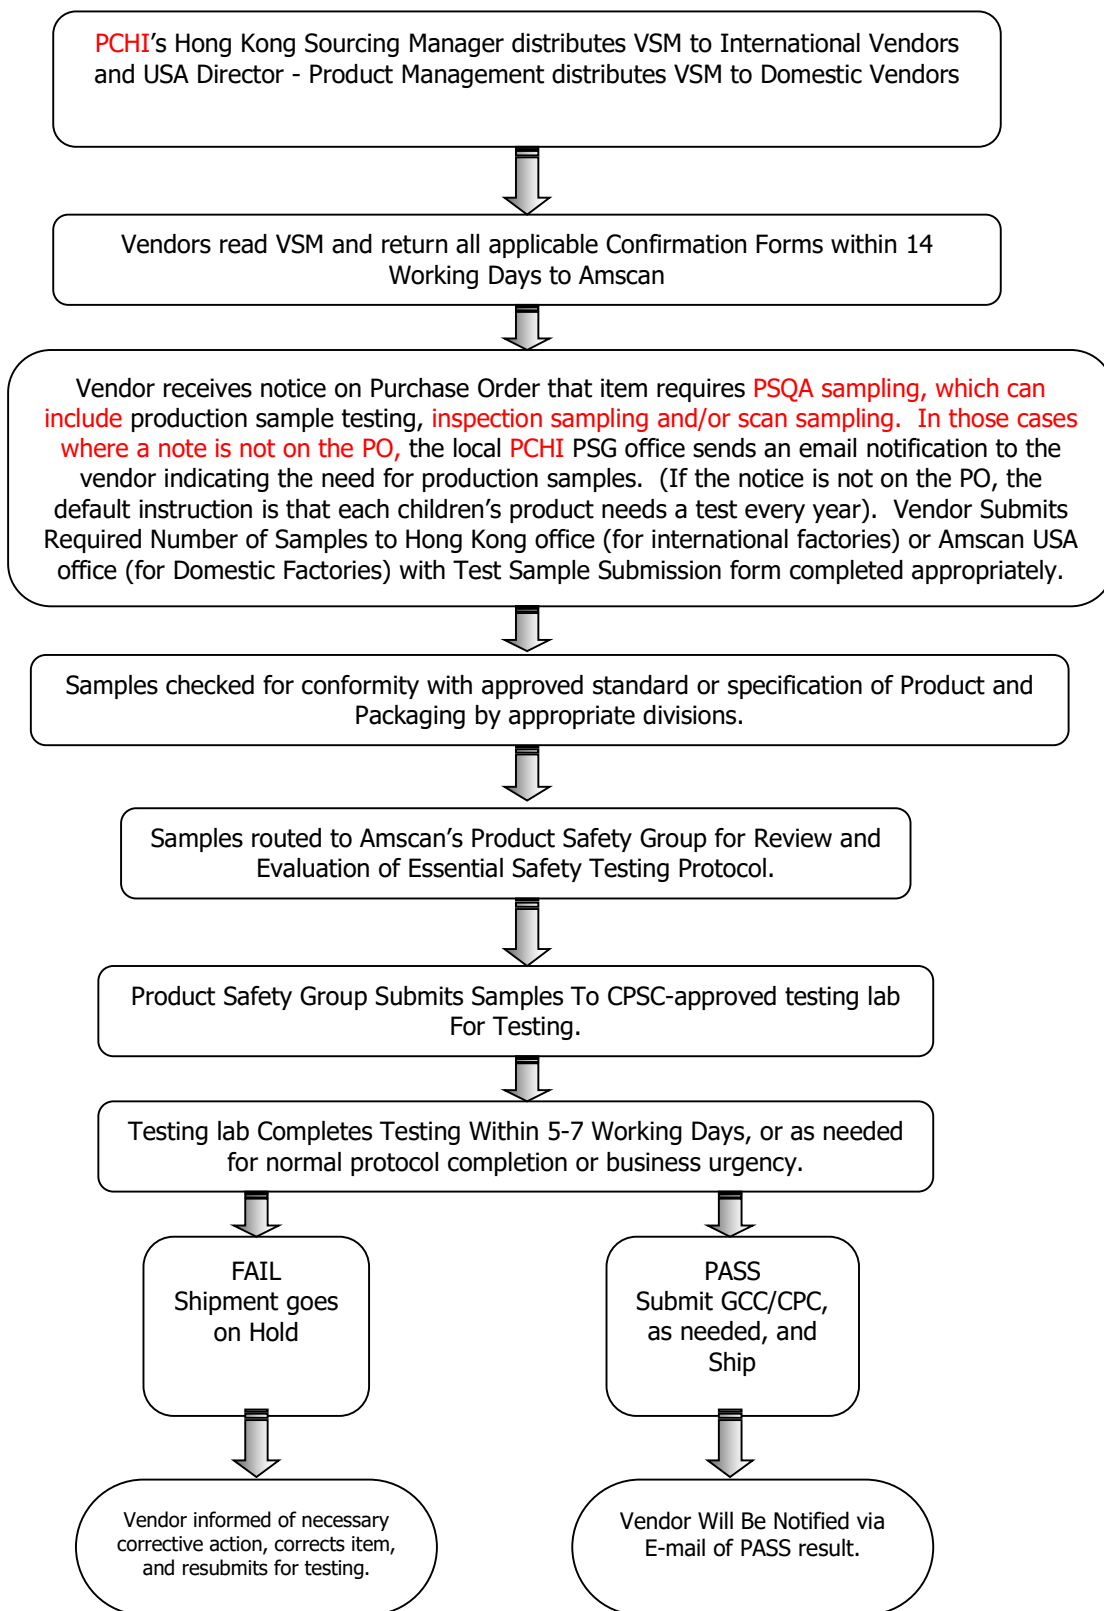 PCHI's Hong Kong Sourcing Manager distributes VSM to International Vendors
and USA Director - Product Management distributes VSM to Domestic Vendors
Vendors read VSM and return all applicable Confirmation Forms within 14
Working Days to Amscan
Vendor receives notice on Purchase Order that item requires PSQA sampling, which can
include production sample testing, inspection sampling and/or scan sampling.  In those cases
where a note is not on the PO, the local PCHI PSG office sends an email notification to the
vendor indicating the need for production samples.  (If the notice is not on the PO, the
default instruction is that each children's product needs a test every year).  Vendor Submits
Required Number of Samples to Hong Kong office (for international factories) or Amscan USA
office (for Domestic Factories) with Test Sample Submission form completed appropriately.
Samples checked for conformity with approved standard or specification of Product and
Packaging by appropriate divisions.
Samples routed to Amscan's Product Safety Group for Review and
Evaluation of Essential Safety Testing Protocol.
Product Safety Group Submits Samples To CPSC-approved testing lab
For Testing.
Testing lab Completes Testing Within 5-7 Working Days, or as needed
for normal protocol completion or business urgency.
FAIL
Shipment goes
on Hold
PASS
Submit GCC/CPC,
as needed, and
Ship
Vendor informed of necessary
corrective action, corrects item,
and resubmits for testing.
Vendor Will Be Notified via
E-mail of PASS result.